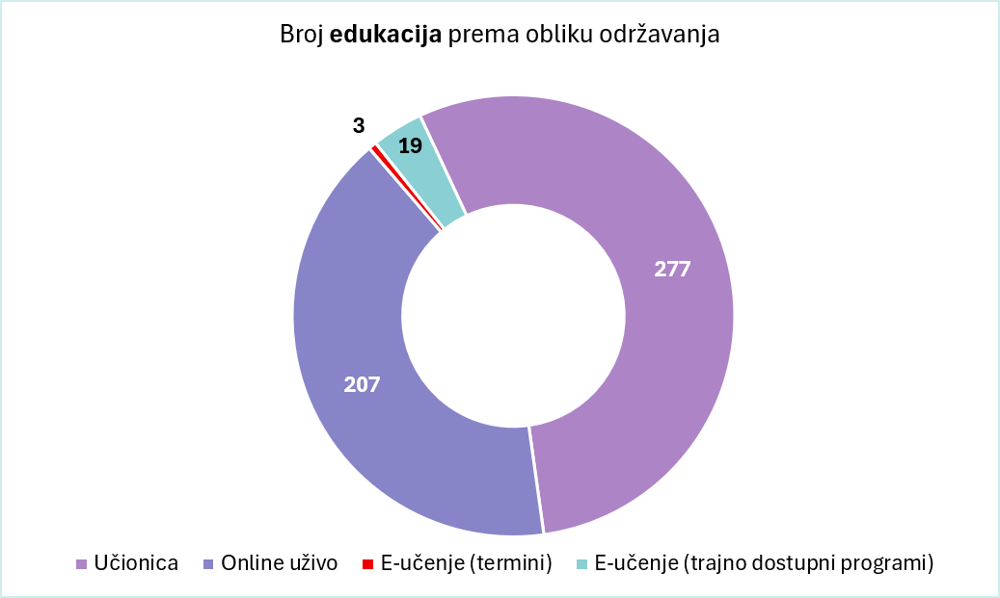 Broj edukacija prema obliku održavanja
3
19
277
207
Učionica
Online uživo
E-učenje (termini)
E-učenje (trajno dostupni programi)